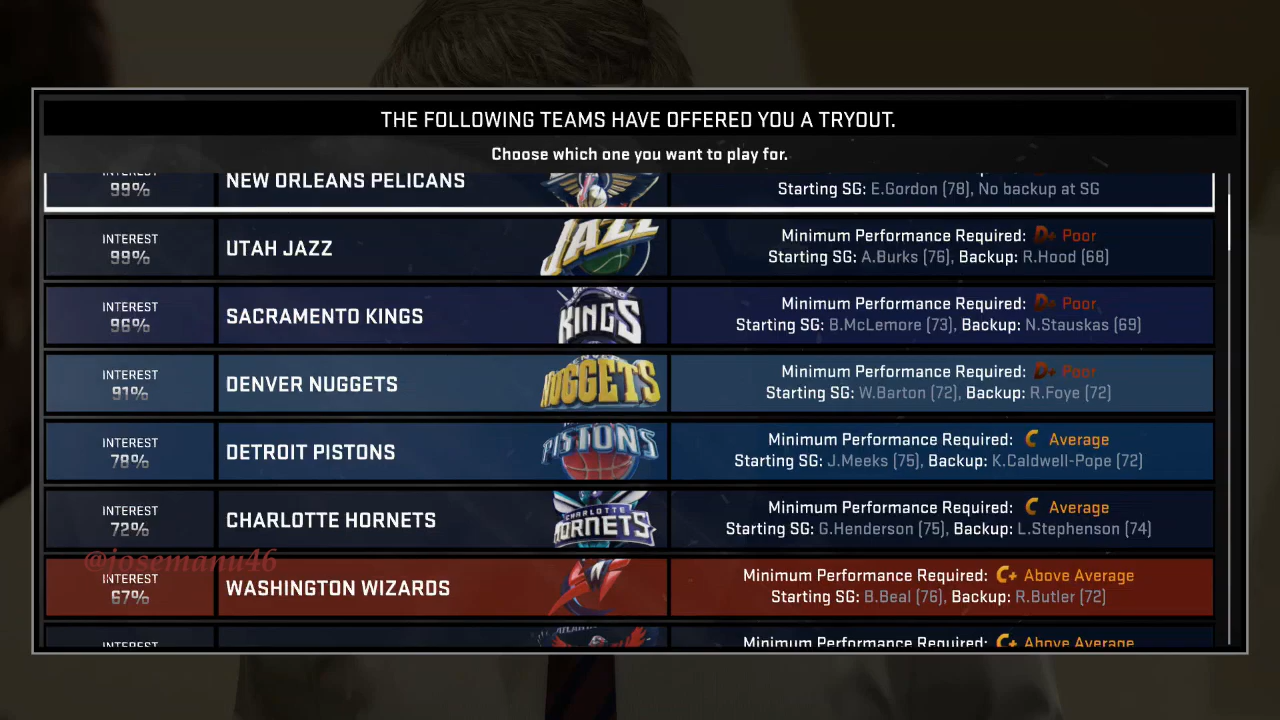 THE FOLLOWING TEAMS HAVE OFFERED YOU A TRYOUT.
Choose which one you want to play for.
INTEREST
99%
NEW ORLEANS PELICANS
Starting SG: E.Gordon (78), No backup at SG
INTEREST
99%
UTAH JAZZ
JAZZ
Minimum Performance Required: D+ Poor
Starting SG: A.Burks (76), Backup: R.Hood (68)
INTEREST
96%
SACRAMENTO KINGS
KINGS
Minimum Performance Required: D+ Poor
Starting SG: B.McLemore (73), Backup: N.Stauskas (69)
INTEREST
91%
DENVER NUGGETS
DENVER
NUGGETS
Minimum Performance Required: D+ Poor
Starting SG: W.Barton (72), Backup: R.Foye (72)
INTEREST
78%
DETROIT PISTONS
PISTONS
Minimum Performance Required: C Average
Starting SG: J.Meeks (75), Backup: K.Caldwell-Pope (72)
INTEREST
72%
CHARLOTTE HORNETS
CHARLOTTE
HORNETS
Minimum Performance Required: C Average
Starting SG: G.Henderson (75), Backup: L.Stephenson (74)
@josemanu46
INTEREST
67%
WASHINGTON WIZARDS
Minimum Performance Required: C+ Above Average
Starting SG: B.Beal (76), Backup: R.Butler (72)
INTEREST
Minimum Performance Required: C+ Above Average